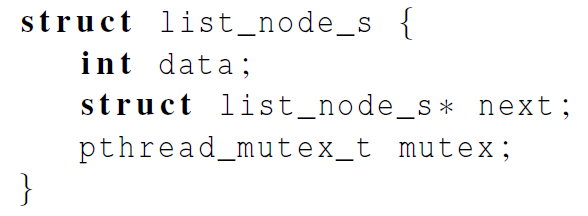 struct list_node_s {
int data;
struct list_node_s* next;
pthread_mutex_t mutex;
}